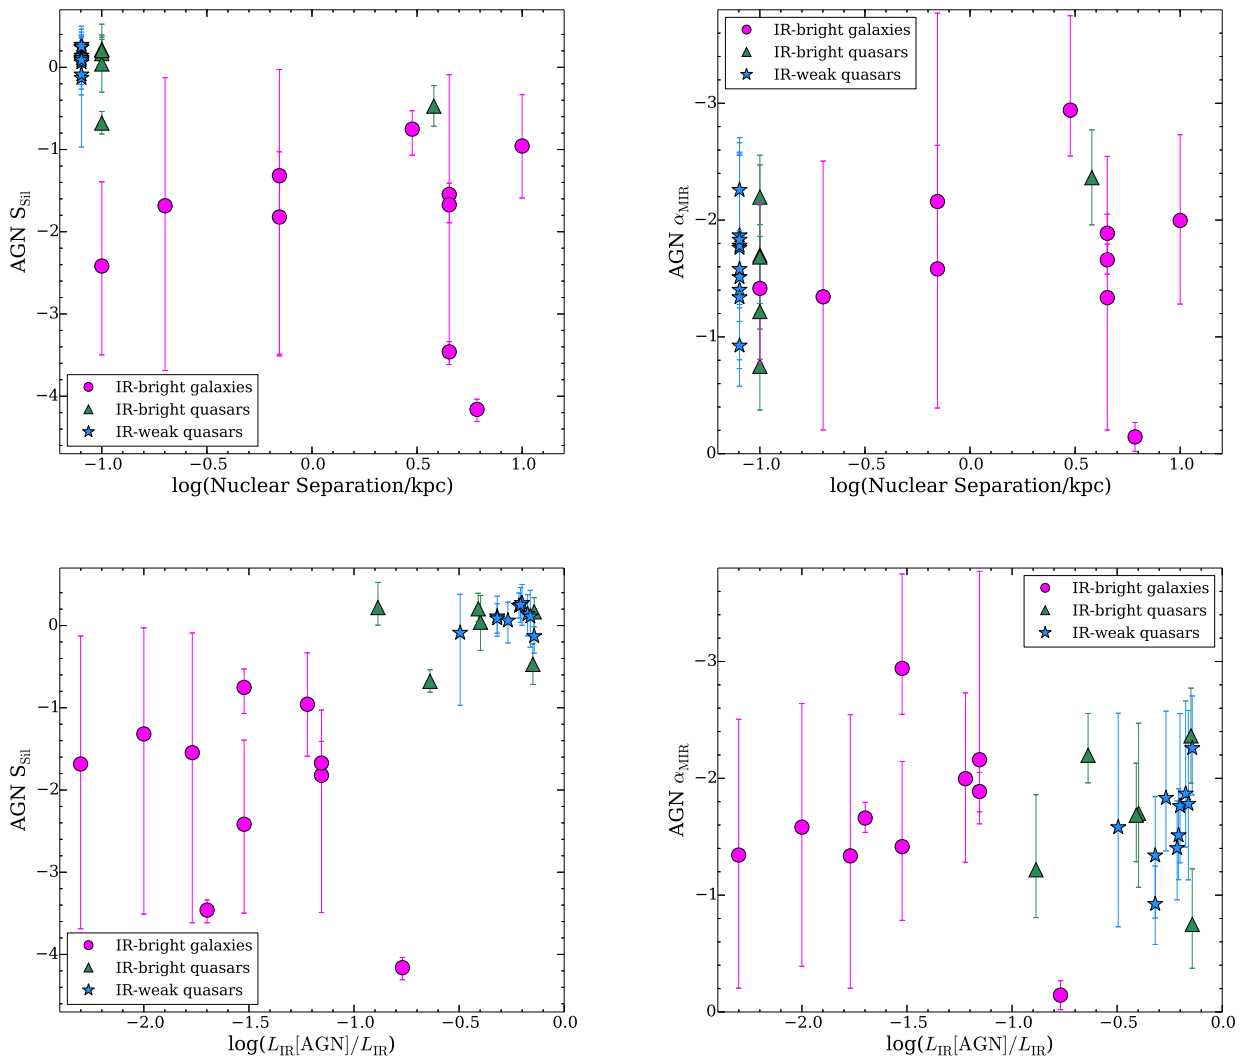 0
−1
−2
−3
−4
AGN S_Sil
IR-bright galaxies
IR-bright quasars
IR-weak quasars
−1.0 −0.5 0.0 0.5 1.0
log(Nuclear Separation/kpc)
IR-bright galaxies
IR-bright quasars
IR-weak quasars
−3
−2
−1
0
AGN α_MIR
−1.0 −0.5 0.0 0.5 1.0
log(Nuclear Separation/kpc)
0
−1
−2
−3
−4
AGN S_Sil
IR-bright galaxies
IR-bright quasars
IR-weak quasars
−2.0 −1.5 −1.0 −0.5 0.0
log(L_IR[AGN]/L_IR)
IR-bright galaxies
IR-bright quasars
IR-weak quasars
−3
−2
−1
0
AGN α_MIR
−2.0 −1.5 −1.0 −0.5 0.0
log(L_IR[AGN]/L_IR)